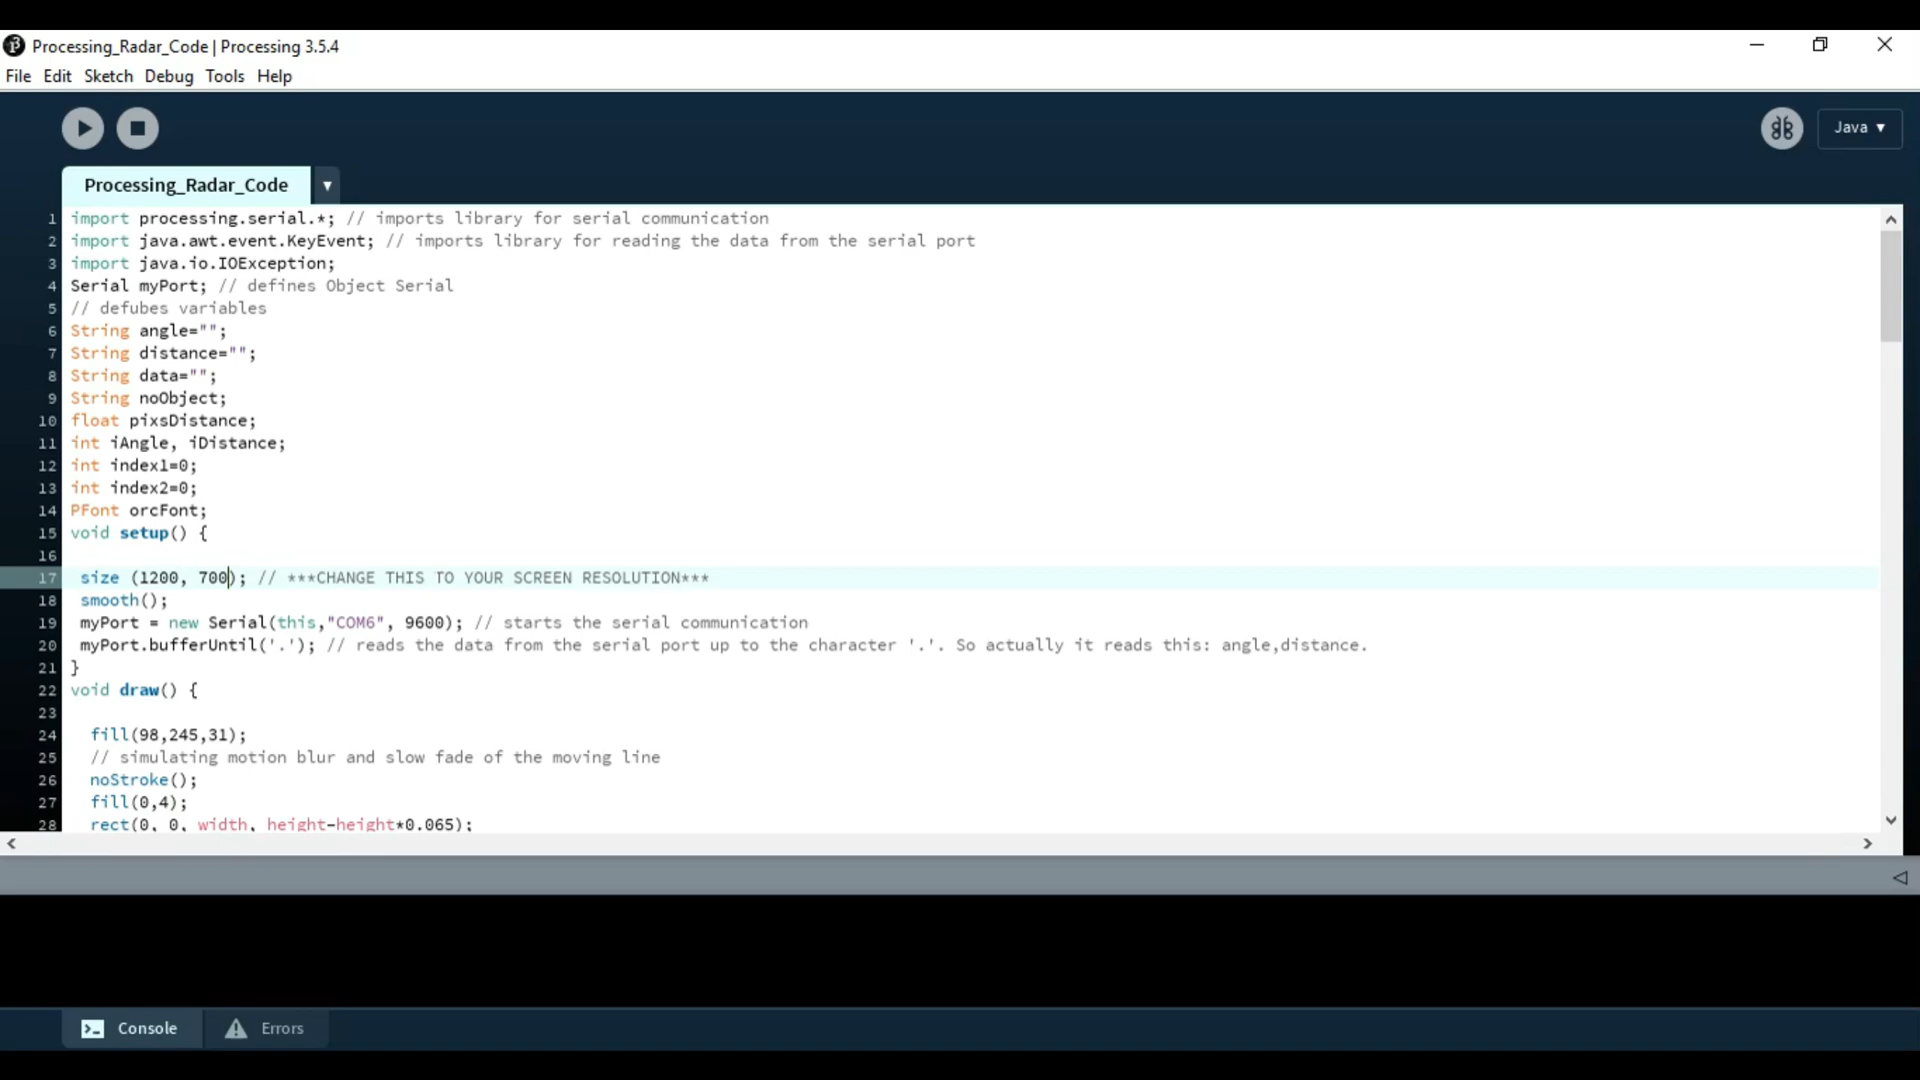 Processing_Radar_Code | Processing 3.5.4
File Edit Sketch Debug Tools Help
Java ▼
Processing_Radar_Code ▼
1 import processing.serial.*; // imports library for serial communication
2 import java.awt.event.KeyEvent; // imports library for reading the data from the serial port
3 import java.io.IOException;
4 Serial myPort; // defines Object Serial
5 // defubes variables
6 String angle="";
7 String distance="";
8 String data="";
9 String noObject;
10 float pixsDistance;
11 int iAngle, iDistance;
12 int index1=0;
13 int index2=0;
14 PFont orcFont;
15 void setup() {
16
17 size (1200, 700); // ***CHANGE THIS TO YOUR SCREEN RESOLUTION***
18 smooth();
19 myPort = new Serial(this,"COM6", 9600); // starts the serial communication
20 myPort.bufferUntil('.'); // reads the data from the serial port up to the character '.'. So actually it reads this: angle,distance.
21 }
22 void draw() {
23
24 fill(98,245,31);
25 // simulating motion blur and slow fade of the moving line
26 noStroke();
27 fill(0,4);
28 rect(0, 0, width, height-height*0.065);
Console Errors